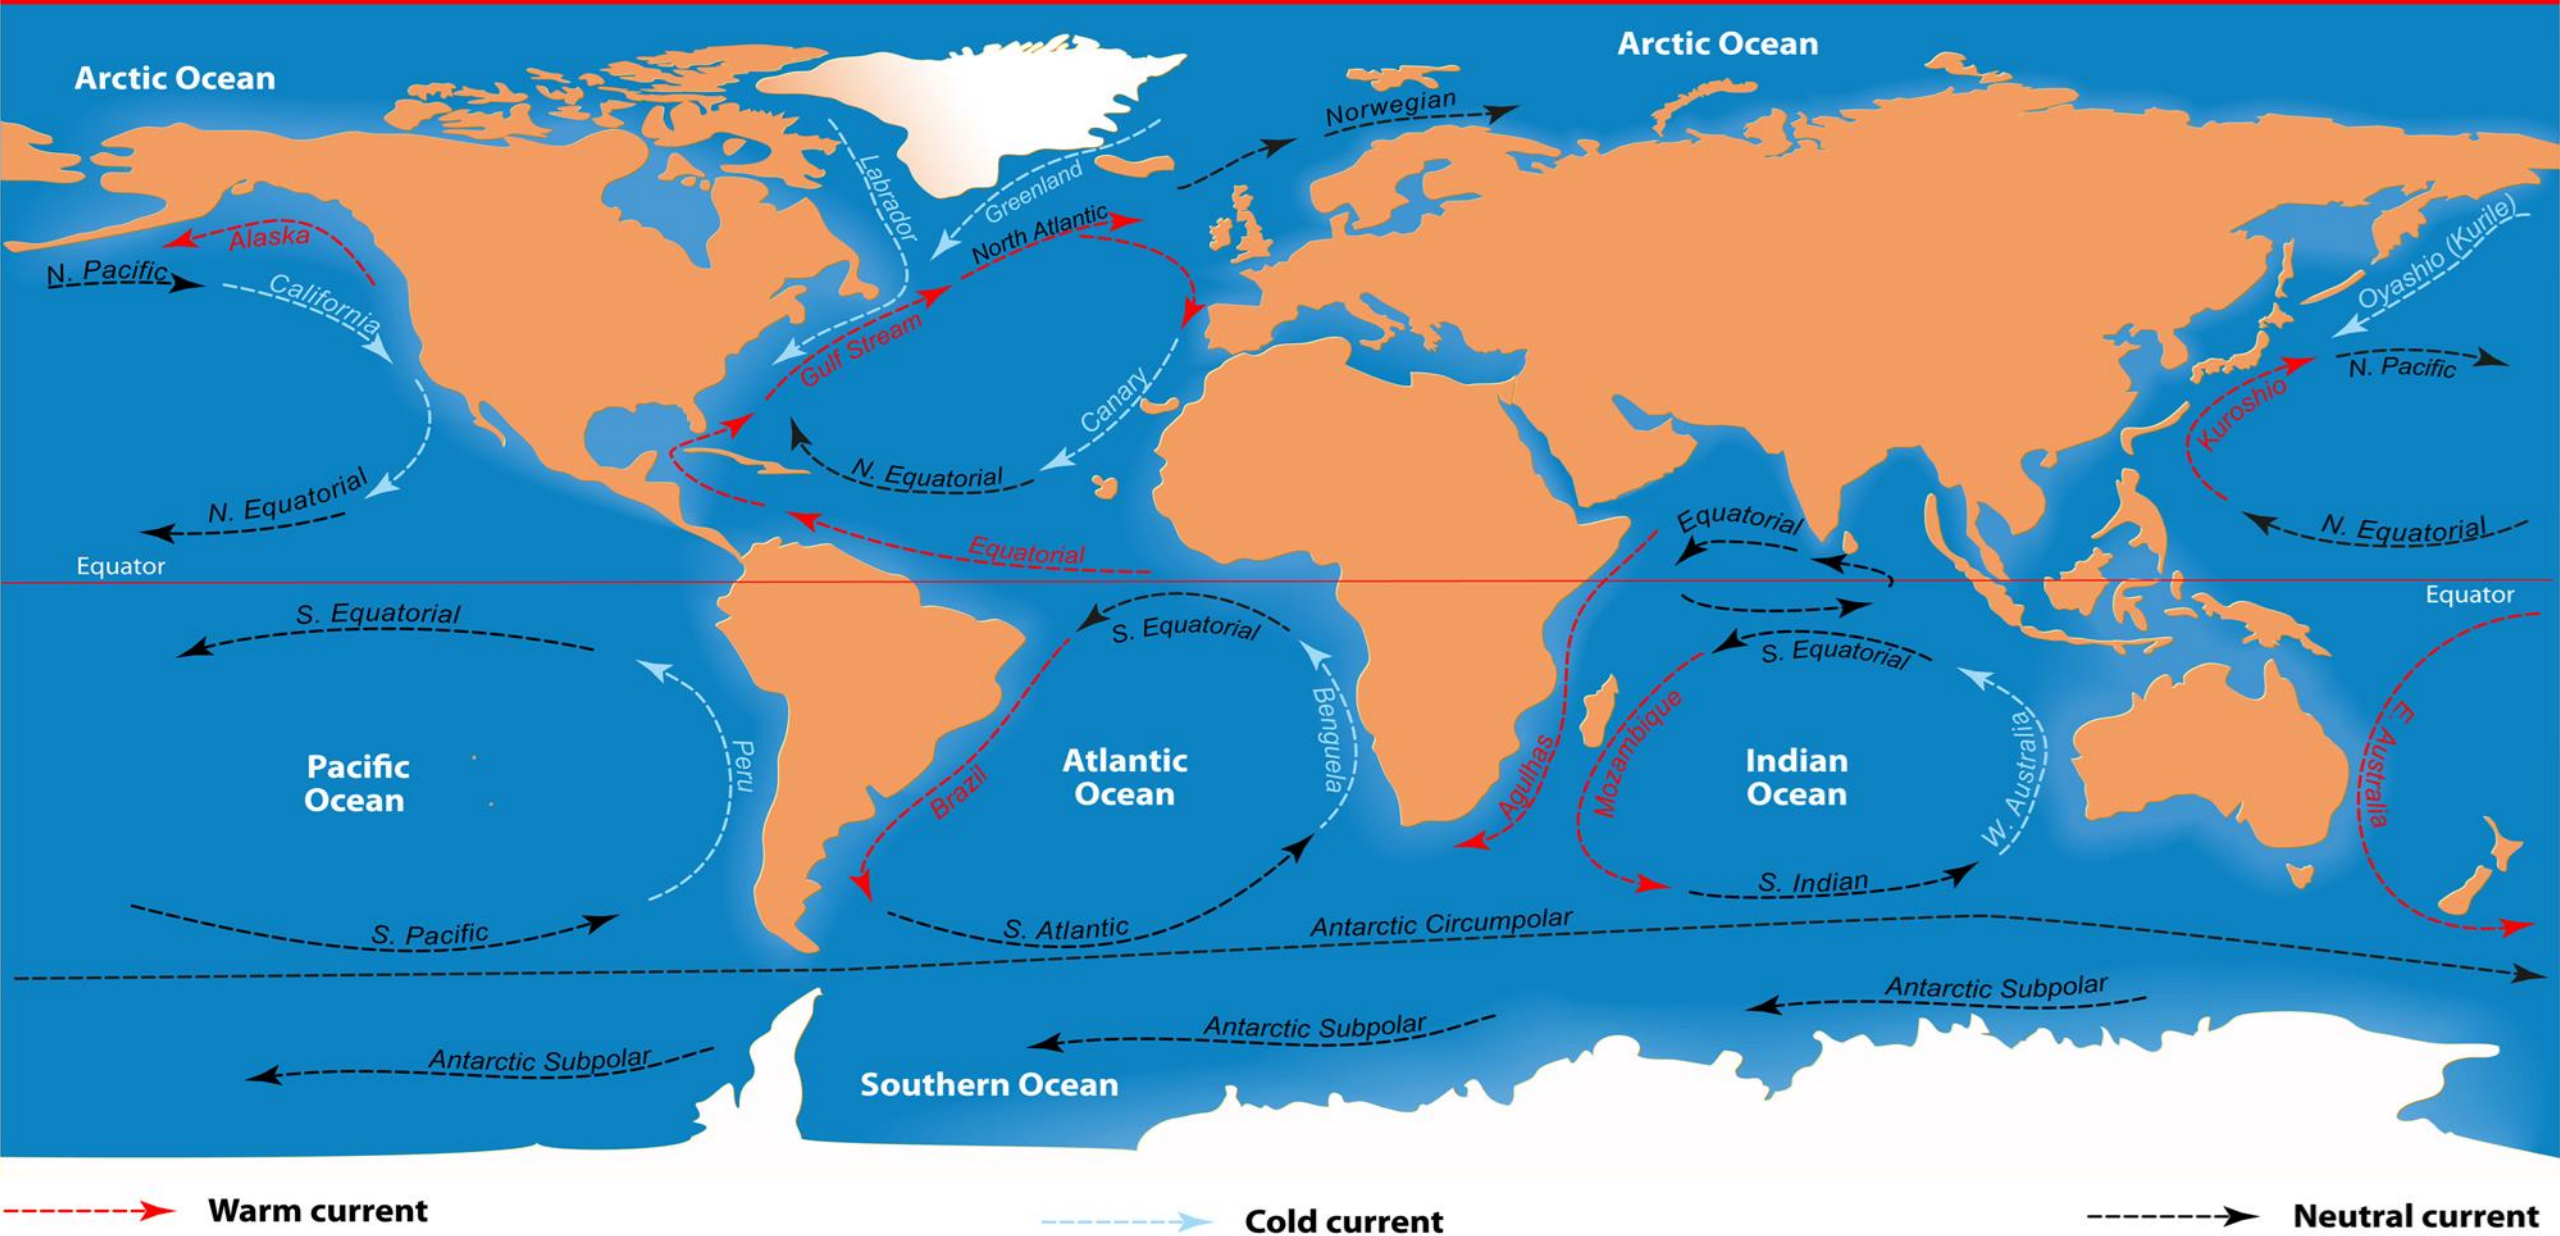 Arctic Ocean
Arctic Ocean
Norwegian
Labrador
Greenland
North Atlantic
Alaska
N. Pacific
California
Oyashio (Kurile)
Gulf Stream
Canary
Kuroshio
N. Pacific
N. Equatorial
N. Equatorial
Equatorial
N. Equatorial
Equatorial
Equator
Equator
S. Equatorial
S. Equatorial
S. Equatorial
Peru
Brazil
Benguela
Agulhas
Mozambique
W. Australia
E. Australia
Pacific
Ocean
Atlantic
Ocean
Indian
Ocean
S. Pacific
S. Atlantic
S. Indian
Antarctic Circumpolar
Antarctic Subpolar
Antarctic Subpolar
Antarctic Subpolar
Southern Ocean
Warm current
Cold current
Neutral current